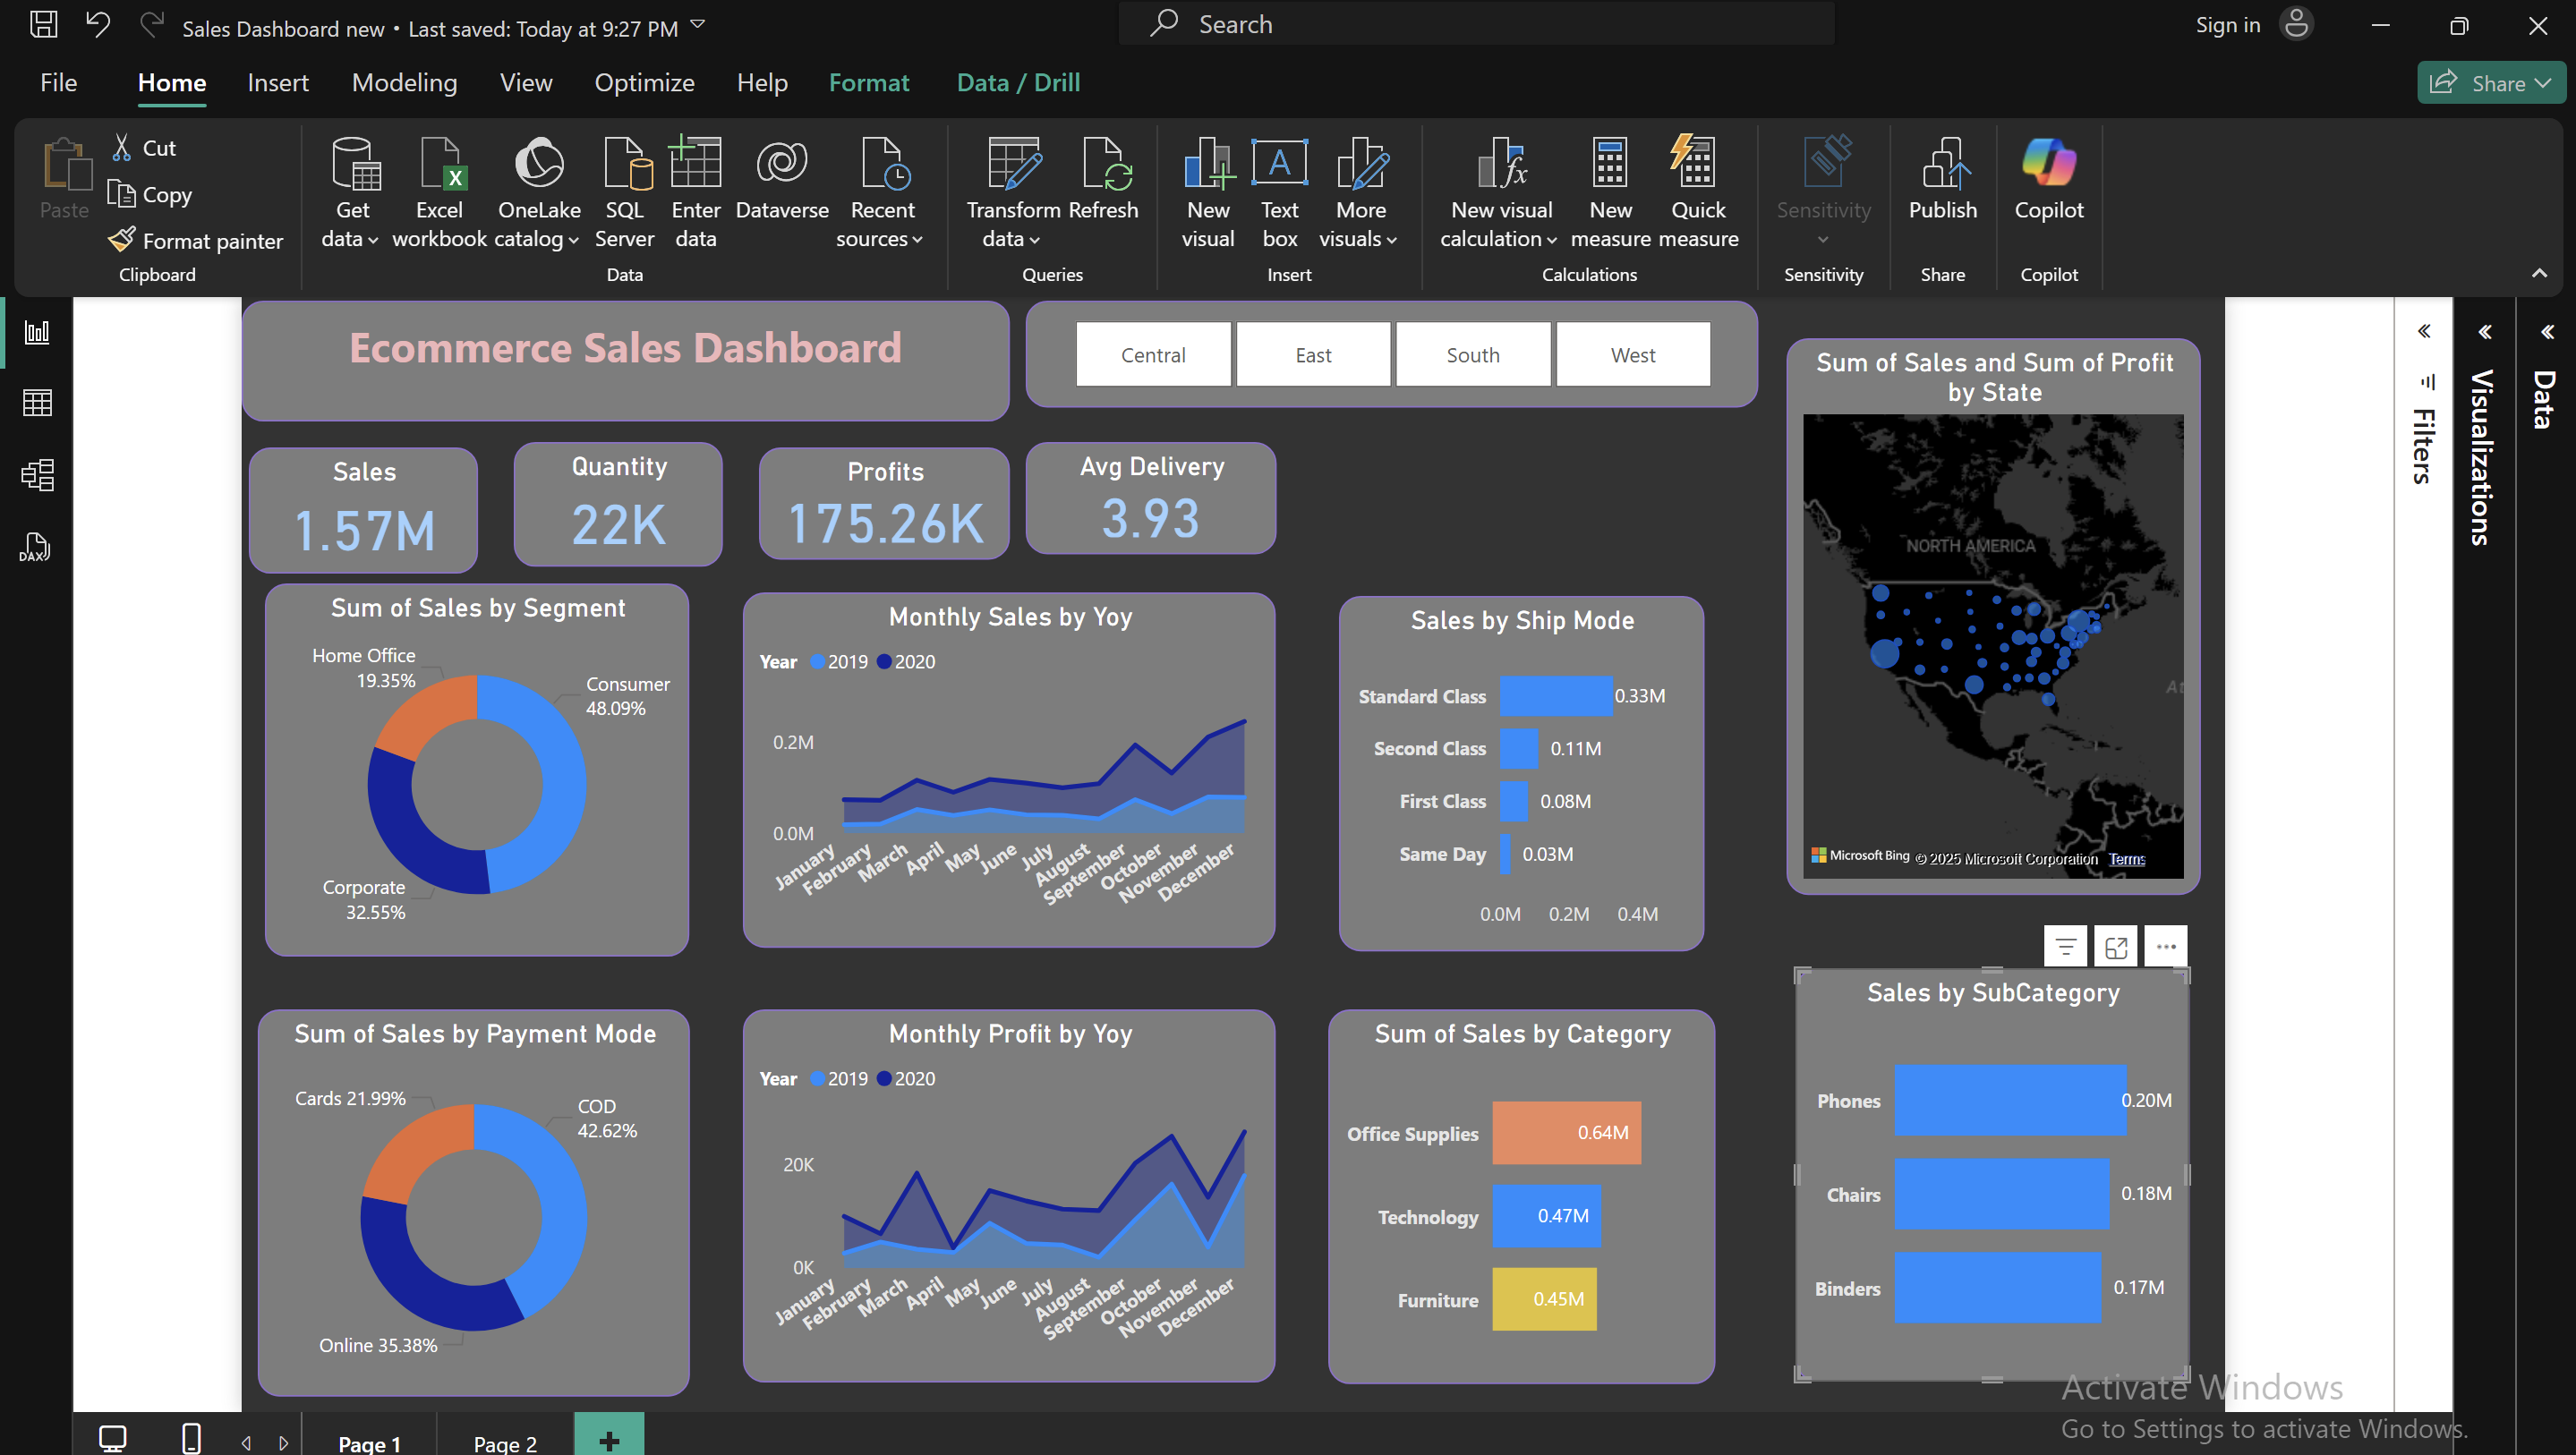 Sales Dashboard new • Last saved: Today at 9:27 PM
Search
Sign in
File
Home
Insert
Modeling
View
Optimize
Help
Format
Data / Drill
Share
Paste
Cut
Copy
Format painter
Clipboard
Get
data
Excel
workbook
OneLake
catalog
SQL
Server
Enter
data
Dataverse
Recent
sources
Data
Transform
data
Refresh
Queries
New
visual
Text
box
More
visuals
Insert
New visual
calculation
New
measure
Quick
measure
Calculations
Sensitivity
Sensitivity
Publish
Share
Copilot
Copilot
DAX
Ecommerce Sales Dashboard
Central
East
South
West
Sales
1.57M
Quantity
22K
Profits
175.26K
Avg Delivery
3.93
Sum of Sales and Sum of Profit
by State
NORTH AMERICA
At
Microsoft Bing
© 2025 Microsoft Corporation
Terms
Filters
Visualizations
Data
Sum of Sales by Segment
Home Office
19.35%
Consumer
48.09%
Corporate
32.55%
Monthly Sales by Yoy
Year
2019
2020
0.2M
0.0M
January
February
March
April
May
June
July
August
September
October
November
December
Sales by Ship Mode
Standard Class
0.33M
Second Class
0.11M
First Class
0.08M
Same Day
0.03M
0.0M
0.2M
0.4M
Sum of Sales by Payment Mode
Cards 21.99%
COD
42.62%
Online 35.38%
Monthly Profit by Yoy
Year
2019
2020
20K
0K
January
February
March
April
May
June
July
August
September
October
November
December
Sum of Sales by Category
Office Supplies
0.64M
Technology
0.47M
Furniture
0.45M
Sales by SubCategory
Phones
0.20M
Chairs
0.18M
Binders
0.17M
Activate Windows
Go to Settings to activate Windows.
Page 1
Page 2